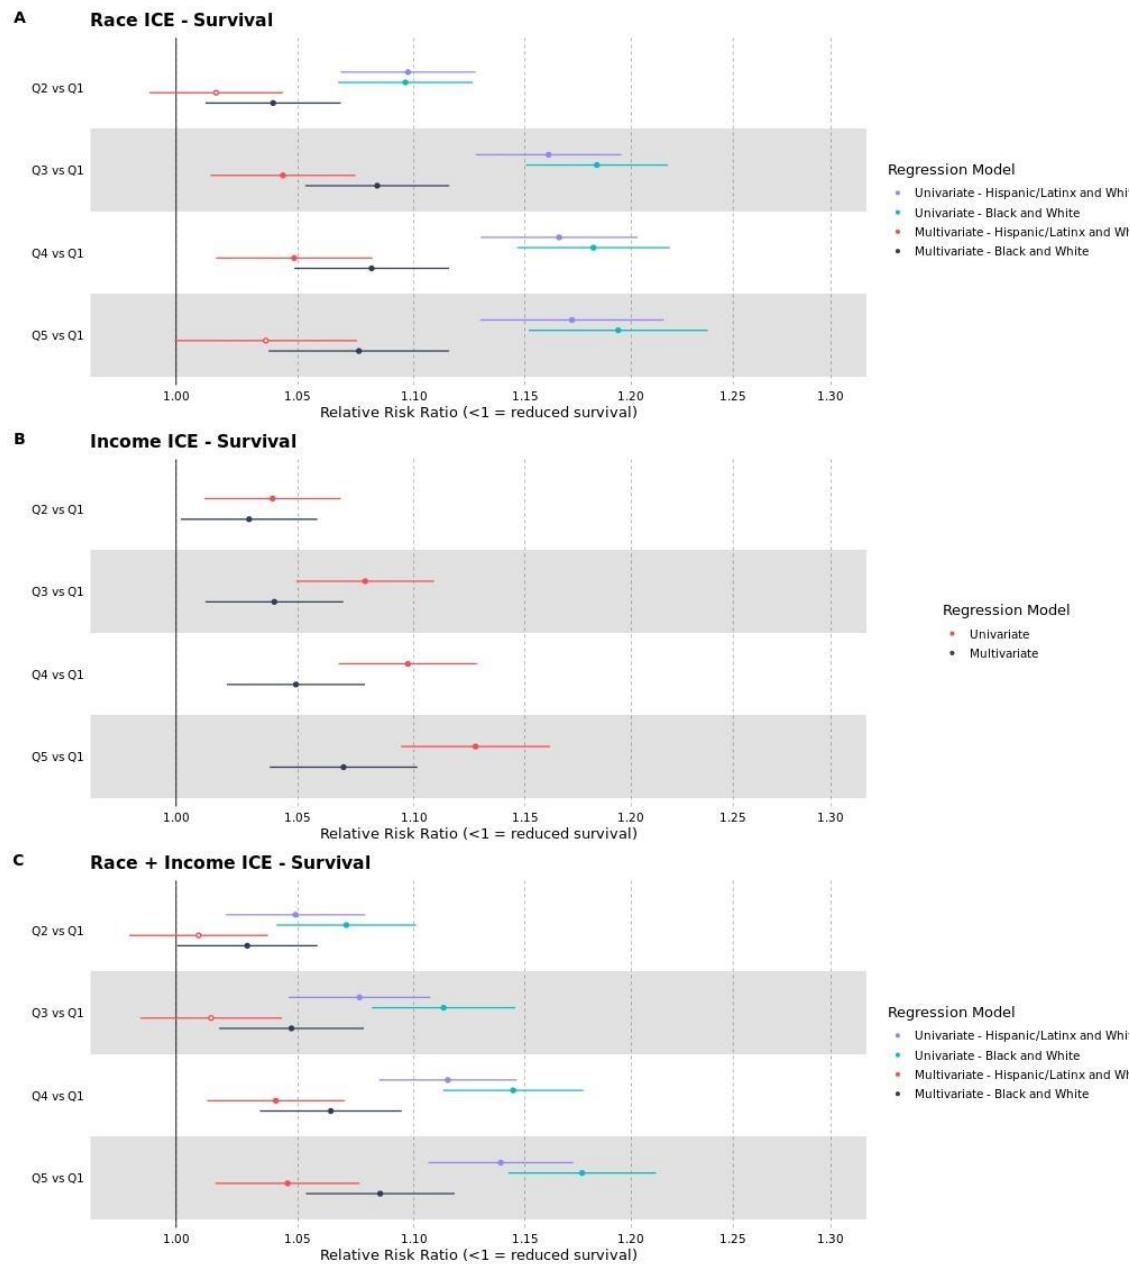 A
Race ICE - Survival
Q2 vs Q1
Q3 vs Q1
Q4 vs Q1
Q5 vs Q1
1.00 1.05 1.10 1.15 1.20 1.25 1.30
Relative Risk Ratio (<1 = reduced survival)
Regression Model
Univariate - Hispanic/Latinx and Whi
Univariate - Black and White
Multivariate - Hispanic/Latinx and Wh
Multivariate - Black and White
B
Income ICE - Survival
Q2 vs Q1
Q3 vs Q1
Q4 vs Q1
Q5 vs Q1
1.00 1.05 1.10 1.15 1.20 1.25 1.30
Relative Risk Ratio (<1 = reduced survival)
Regression Model
Univariate
Multivariate
C
Race + Income ICE - Survival
Q2 vs Q1
Q3 vs Q1
Q4 vs Q1
Q5 vs Q1
1.00 1.05 1.10 1.15 1.20 1.25 1.30
Relative Risk Ratio (<1 = reduced survival)
Regression Model
Univariate - Hispanic/Latinx and Whi
Univariate - Black and White
Multivariate - Hispanic/Latinx and Wh
Multivariate - Black and White